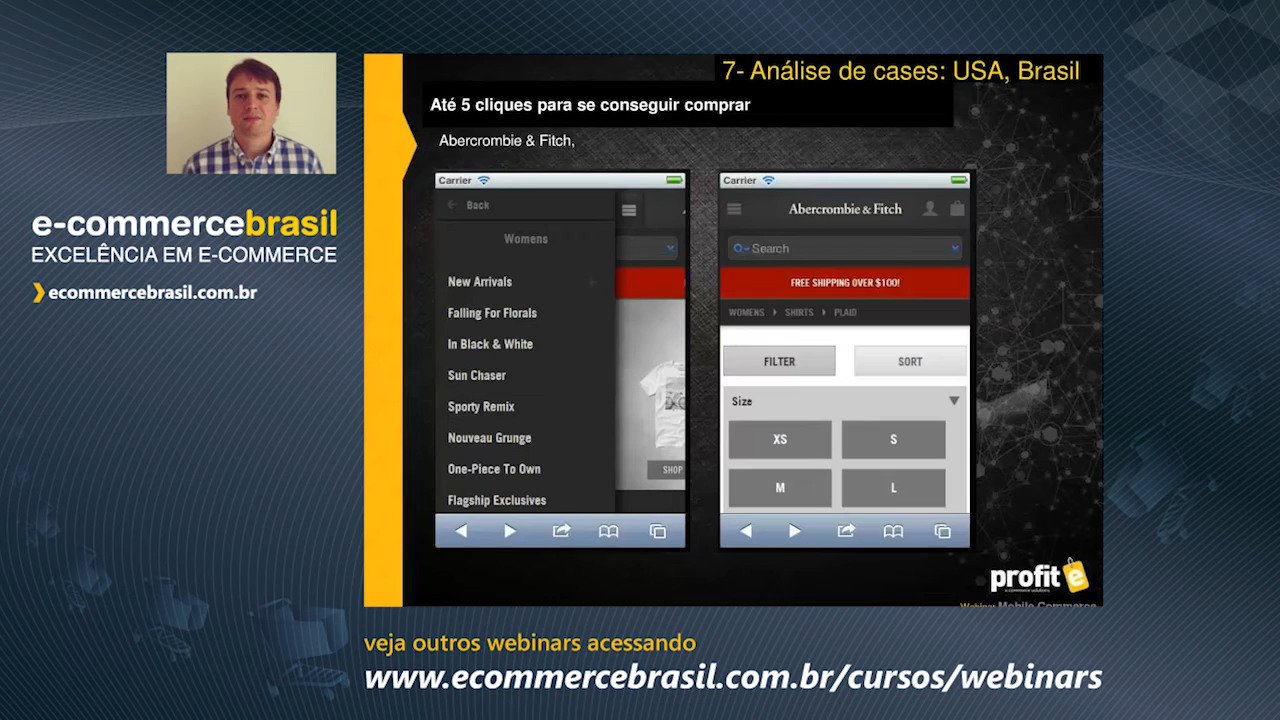 e-commercebrasil
EXCELÊNCIA EM E-COMMERCE
ecommercebrasil.com.br
7- Análise de cases: USA, Brasil
Até 5 cliques para se conseguir comprar
Abercrombie & Fitch,
Carrier
Back
Womens
New Arrivals
Falling For Florals
In Black & White
Sun Chaser
Sporty Remix
Nouveau Grunge
One-Piece To Own
Flagship Exclusives
SHOP
Carrier
Abercrombie & Fitch
Search
FREE SHIPPING OVER $100!
WOMENS SHIRTS PLAID
FILTER SORT
Size
XS S
M L
profit e
Webinar Mobile Commerce
veja outros webinars acessando
www.ecommercebrasil.com.br/cursos/webinars